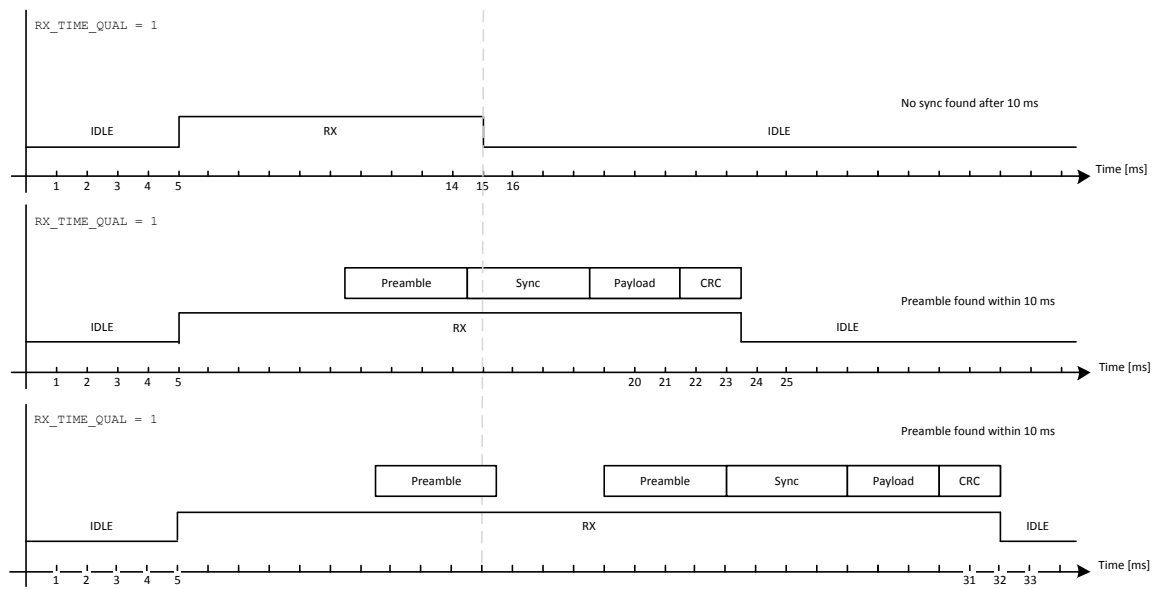 RX_TIME_QUAL = 1
No sync found after 10 ms
IDLE RX IDLE
Time [ms]
1 2 3 4 5 14 15 16
RX_TIME_QUAL = 1
Preamble Sync Payload CRC
Preamble found within 10 ms
IDLE RX IDLE
Time [ms]
1 2 3 4 5 20 21 22 23 24 25
RX_TIME_QUAL = 1
Preamble found within 10 ms
Preamble Preamble Sync Payload CRC
IDLE RX IDLE
Time [ms]
1 2 3 4 5 31 32 33